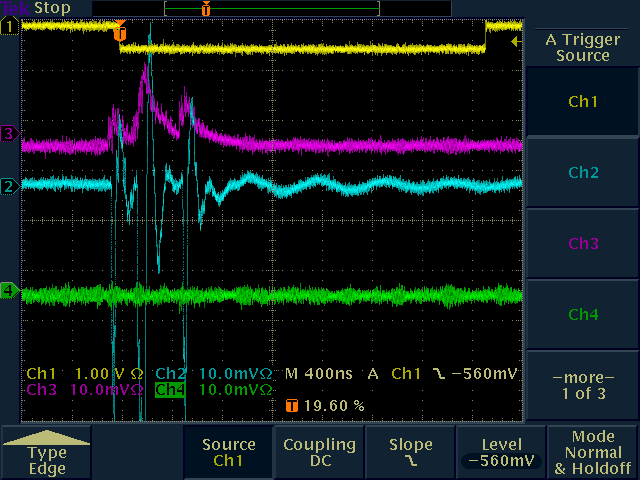 Tek Stop
T
1
T
A Trigger
Source
Ch1
3
Ch2
2
Ch3
4
Ch4
Ch1 1.00 V Ω Ch2 10.0mVΩ M 400ns A Ch1 ⍀ −560mV
Ch3 10.0mVΩ Ch4 10.0mVΩ
T 19.60 %
−more−
1 of 3
Type
Edge
Source
Ch1
Coupling
DC
Slope
Level
−560mV
Mode
Normal
& Holdoff